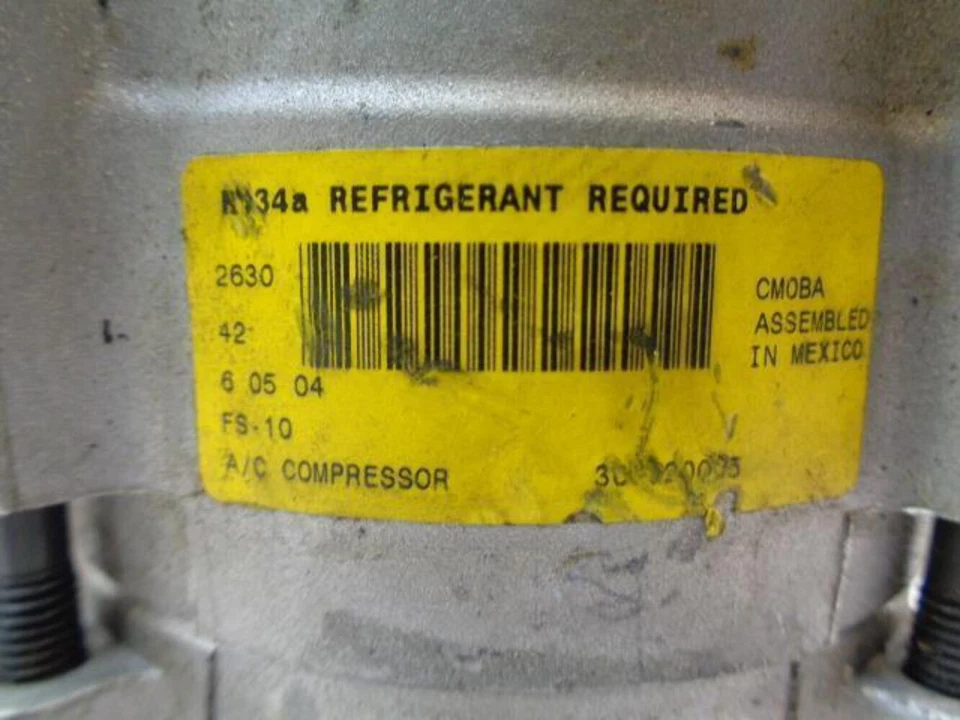 REFRIGERANT REQUIRED
2630
42
6 05 04
FS-10
A/C COMPRESSOR
CMOBA
ASSEMBLED
IN MEXICO